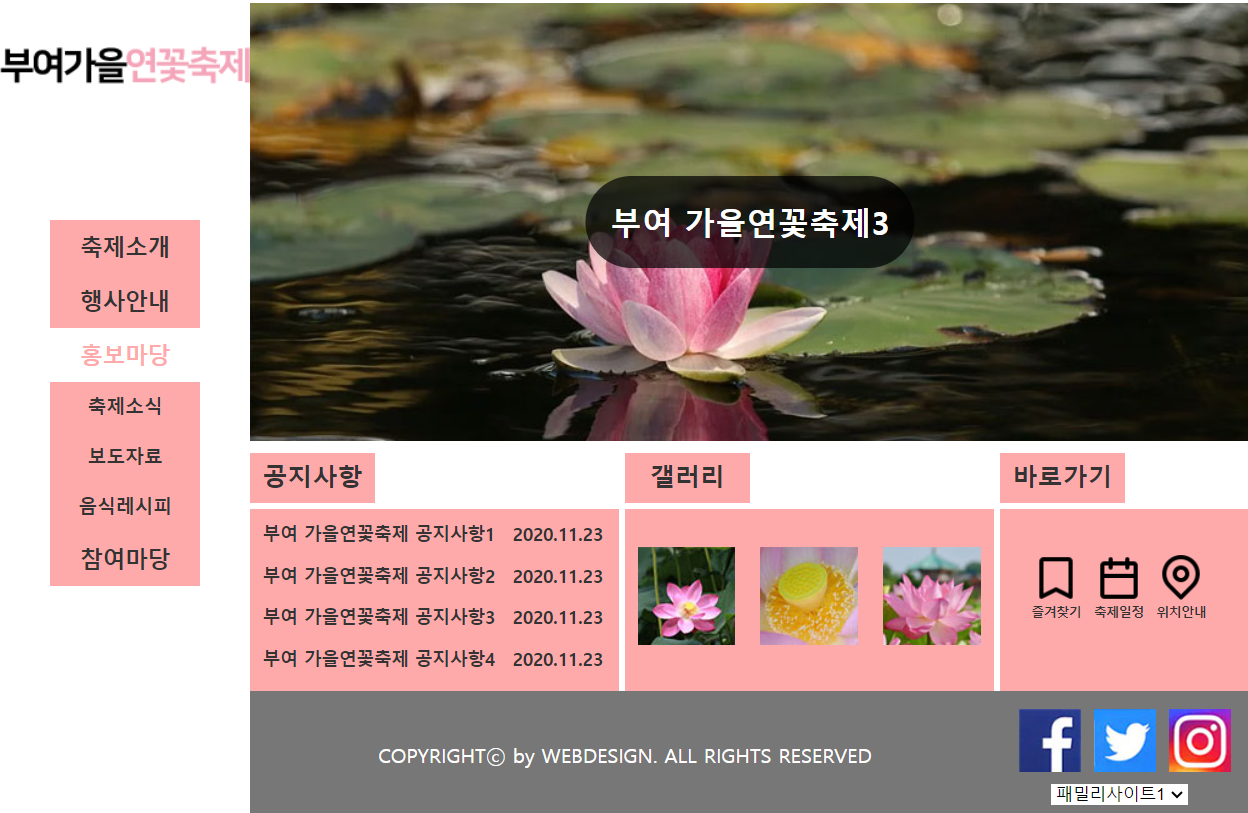 부여가을연꽃축제
축제소개
행사안내
홍보마당
축제소식
보도자료
음식레시피
참여마당
부여 가을연꽃축제3
공지사항
부여 가을연꽃축제 공지사항1 2020.11.23
부여 가을연꽃축제 공지사항2 2020.11.23
부여 가을연꽃축제 공지사항3 2020.11.23
부여 가을연꽃축제 공지사항4 2020.11.23
갤러리
바로가기
즐겨찾기 축제일정 위치안내
COPYRIGHTⓒ by WEBDESIGN. ALL RIGHTS RESERVED
패밀리사이트1